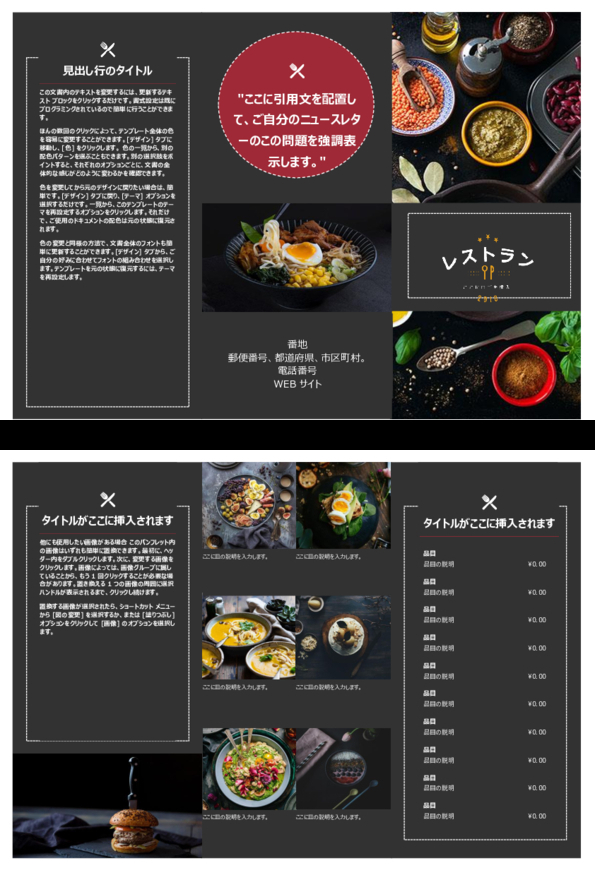 見出し行のタイトル
この文書内のテキストを変更するには、更新するテキ
スト ブロックをクリックするだけです。書式設定は既に
プログラミングされているので簡単に行うことができま
す。
ほんの数回のクリックによって、テンプレート全体の色
を容易に変更することができます。[デザイン] タブに
移動し、[色] をクリックします。色の一覧から、別の
配色パターンを選ぶこともできます。別の選択肢をポ
イントすると、それぞれのオプションごとに、文書の全
体的な感じがどのように変わるかを確認できます。
色を変更してから元のデザインに戻りたい場合は、簡
単です。[デザイン] タブに戻り、[テーマ] オプションを
選択するだけです。一覧から、このテンプレートのテー
マを再設定するオプションをクリックします。それだけ
で、ご使用のドキュメントの配色は元の状態に復元さ
れます。
色の変更と同様の方法で、文書全体のフォントも簡
単に更新することができます。[デザイン] タブから、ご
自分の好みに合わせてフォントの組み合わせを選択し
ます。テンプレートを元の状態に復元するには、テーマ
を再設定します。
"ここに引用文を配置し
て、ご自分のニュースレタ
ーのこの問題を強調表
示します。"
番地
郵便番号、都道府県、市区町村。
電話番号
WEB サイト
レストラン
2010
タイトルがここに挿入されます
他にも使用したい画像がある場合 このパンフレット内
の画像はいずれも簡単に置換できます。最初に、ヘッ
ダー内をダブルクリックします。次に、変更する画像を
クリックします。画像によっては、画像グループに属し
ていることから、もう 1 回クリックすることが必要な場
合があります。置き換える 1 つの画像の周囲に選択
ハンドルが表示されるまで、クリックし続けます。
置換する画像が選択されたら、ショートカット メニュー
から [図の変更] を選択するか、または [塗りつぶし]
オプションをクリックして [画像] のオプションを選択し
ます。
ここに図の説明を入力します。
ここに図の説明を入力します。
ここに図の説明を入力します。
ここに図の説明を入力します。
ここに図の説明を入力します。
ここに図の説明を入力します。
タイトルがここに挿入されます
品目
品目の説明 ¥0.00
品目
品目の説明 ¥0.00
品目
品目の説明 ¥0.00
品目
品目の説明 ¥0.00
品目
品目の説明 ¥0.00
品目
品目の説明 ¥0.00
品目
品目の説明 ¥0.00
品目
品目の説明 ¥0.00
品目
品目の説明 ¥0.00
品目
品目の説明 ¥0.00